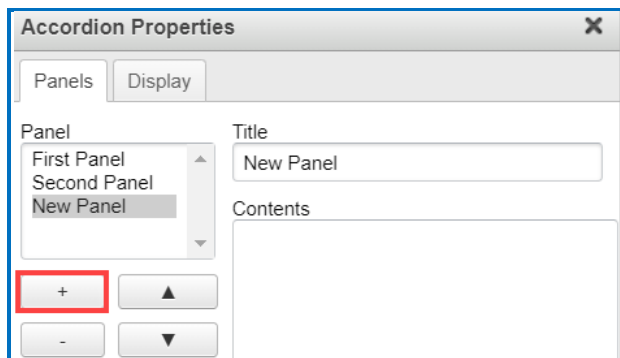 Accordion Properties
Panels Display
Panel
First Panel
Second Panel
New Panel
Title
New Panel
Contents
+
-